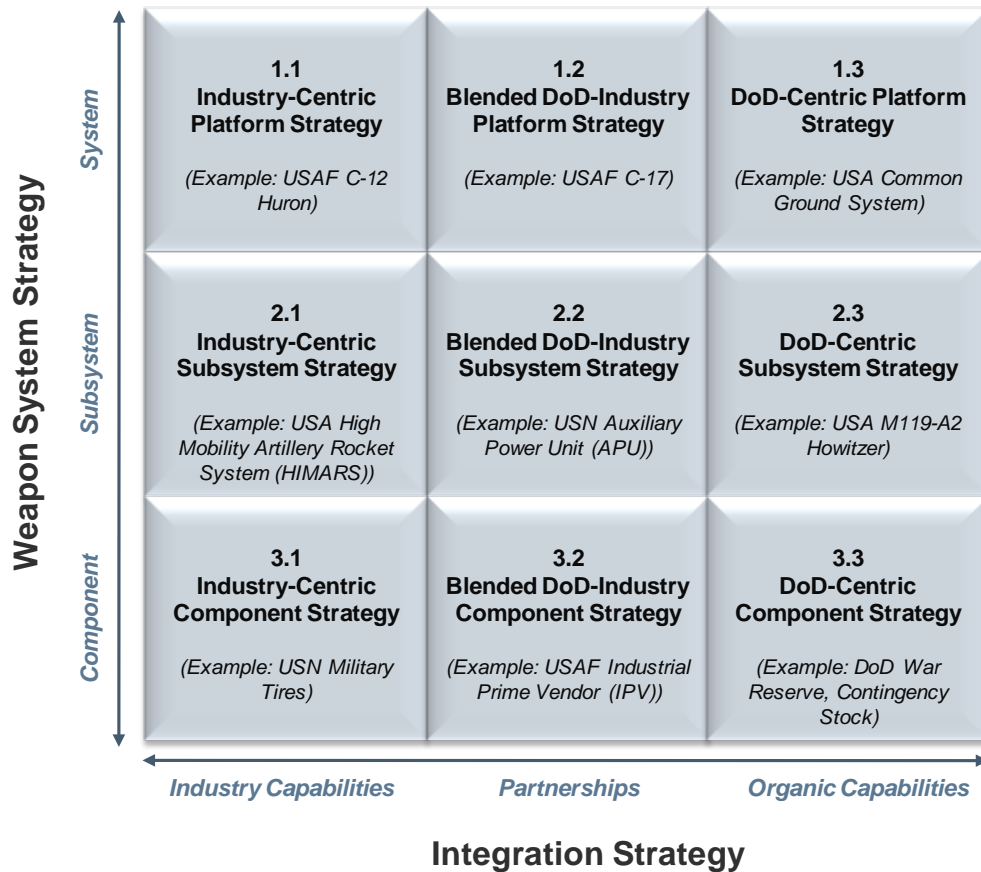 Weapon System Strategy
System
Subsystem
Component
1.1
Industry-Centric
Platform Strategy
(Example: USAF C-12
Huron)
1.2
Blended DoD-Industry
Platform Strategy
(Example: USAF C-17)
1.3
DoD-Centric Platform
Strategy
(Example: USA Common
Ground System)
2.1
Industry-Centric
Subsystem Strategy
(Example: USA High
Mobility Artillery Rocket
System (HIMARS))
2.2
Blended DoD-Industry
Subsystem Strategy
(Example: USN Auxiliary
Power Unit (APU))
2.3
DoD-Centric
Subsystem Strategy
(Example: USA M119-A2
Howitzer)
3.1
Industry-Centric
Component Strategy
(Example: USN Military
Tires)
3.2
Blended DoD-Industry
Component Strategy
(Example: USAF Industrial
Prime Vendor (IPV))
3.3
DoD-Centric
Component Strategy
(Example: DoD War
Reserve, Contingency
Stock)
Industry Capabilities
Partnerships
Organic Capabilities
Integration Strategy